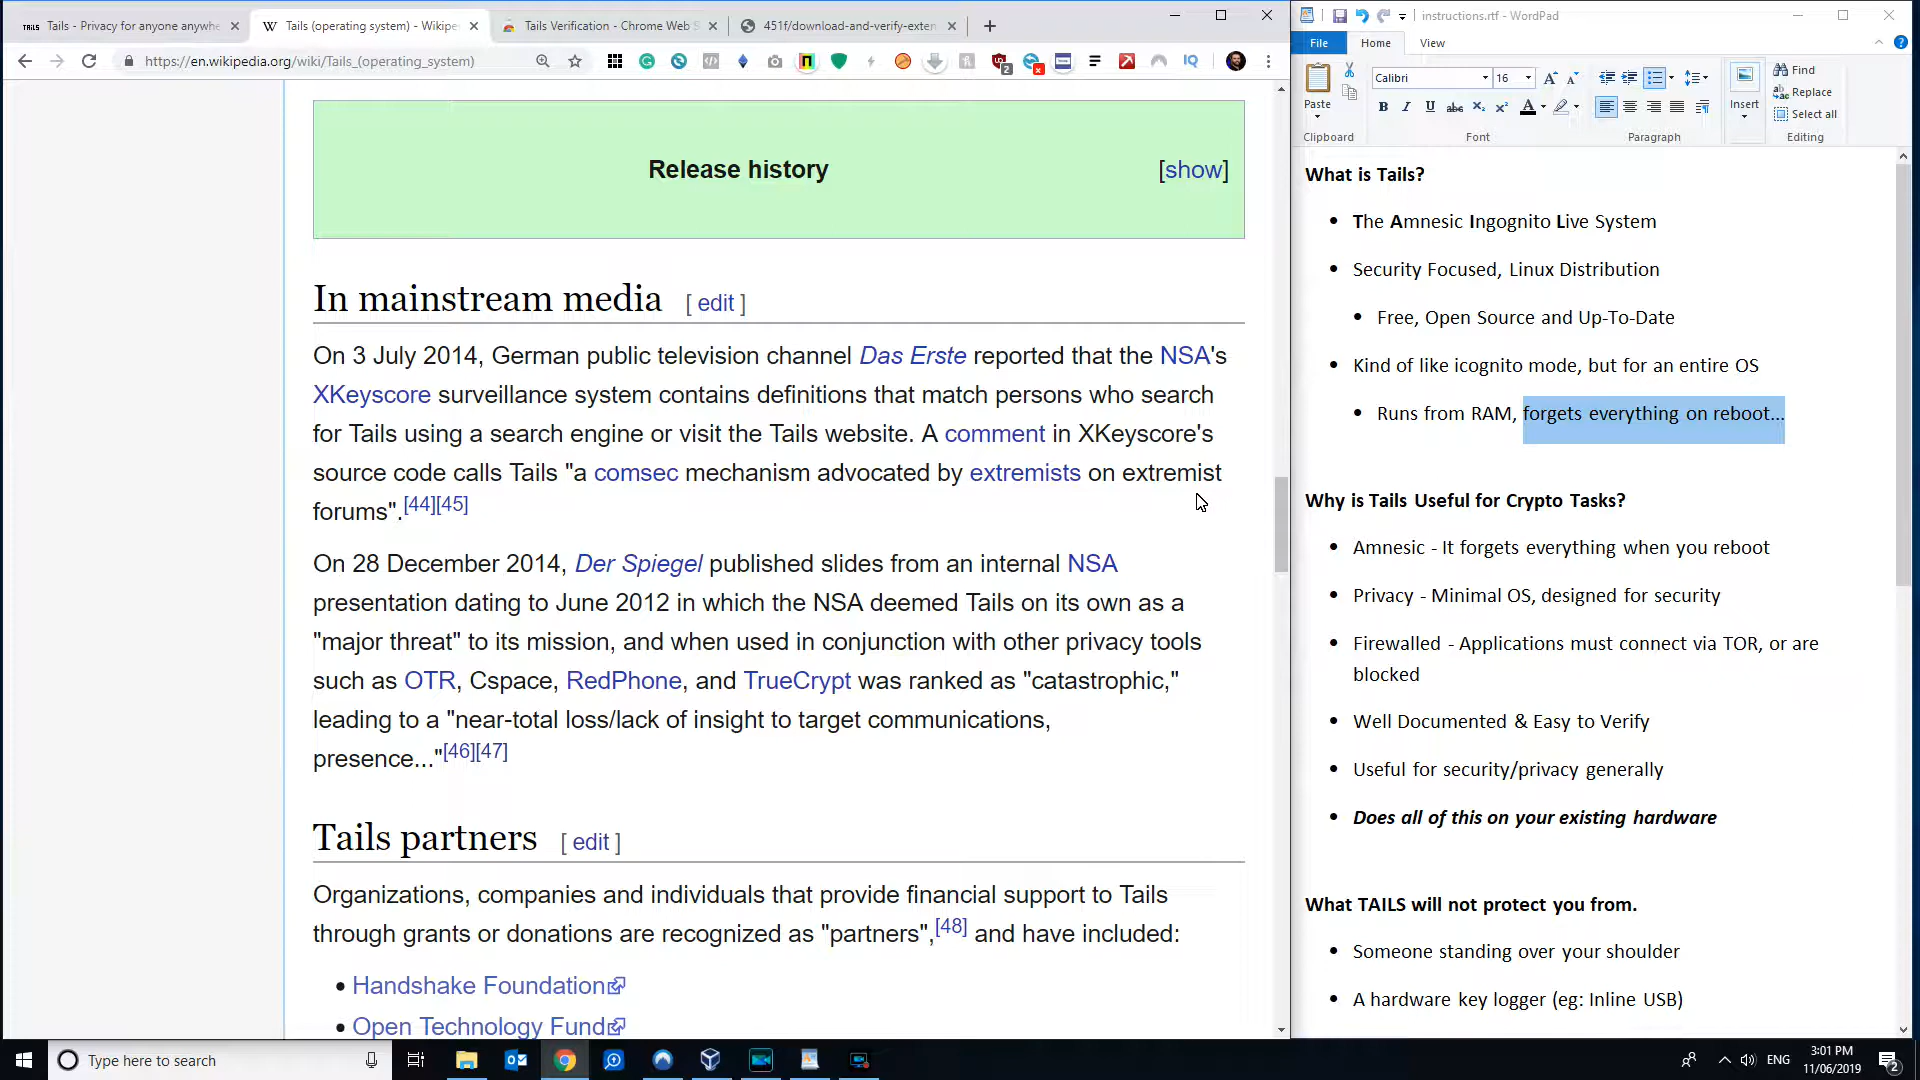 Tails - Privacy for anyone anywhe
Tails (operating system) - Wikipe
Tails Verification - Chrome Web S
451f/download-and-verify-exten
https://en.wikipedia.org/wiki/Tails_(operating_system)
Release history
[show]
In mainstream media [ edit ]
On 3 July 2014, German public television channel Das Erste reported that the NSA's
XKeyscore surveillance system contains definitions that match persons who search
for Tails using a search engine or visit the Tails website. A comment in XKeyscore's
source code calls Tails "a comsec mechanism advocated by extremists on extremist
forums".[44][45]
On 28 December 2014, Der Spiegel published slides from an internal NSA
presentation dating to June 2012 in which the NSA deemed Tails on its own as a
"major threat" to its mission, and when used in conjunction with other privacy tools
such as OTR, Cspace, RedPhone, and TrueCrypt was ranked as "catastrophic,"
leading to a "near-total loss/lack of insight to target communications,
presence..."[46][47]
Tails partners [ edit ]
Organizations, companies and individuals that provide financial support to Tails
through grants or donations are recognized as "partners",[48] and have included:
• Handshake Foundation
• Open Technology Fund
instructions.rtf - WordPad
File
Home
View
Paste
Clipboard
Calibri
16
Font
Paragraph
Insert
Find
Replace
Select all
Editing
What is Tails?
• The Amnesic Ingognito Live System
• Security Focused, Linux Distribution
• Free, Open Source and Up-To-Date
• Kind of like icognito mode, but for an entire OS
• Runs from RAM, forgets everything on reboot...
Why is Tails Useful for Crypto Tasks?
• Amnesic - It forgets everything when you reboot
• Privacy - Minimal OS, designed for security
• Firewalled - Applications must connect via TOR, or are
blocked
• Well Documented & Easy to Verify
• Useful for security/privacy generally
• Does all of this on your existing hardware
What TAILS will not protect you from.
• Someone standing over your shoulder
• A hardware key logger (eg: Inline USB)
Type here to search
ENG
3:01 PM
11/06/2019
2